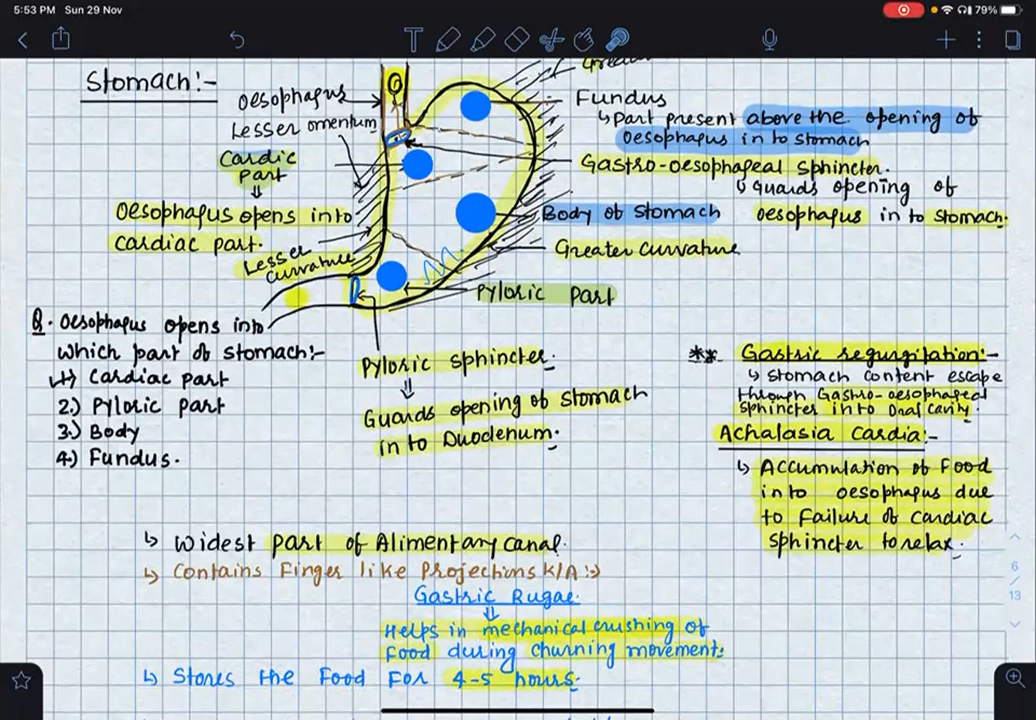 5:53 PM Sun 29 Nov
79%
Stomach:-
Oesophagus
Lesser omentum
Cardic
part
Oesophagus opens into
cardiac part.
Lesser
curvature
Fundus
Part present above the opening of
oesophagus in to stomach
Gastro-oesophageal Sphincter.
Guards opening of
oesophagus in to stomach.
Body of Stomach
Greater curvature
Pyloric part
Q. Oesophagus opens into
which part of stomach:-
1) Cardiac part
2.) Pyloric part
3.) Body
4.) Fundus.
Pyloric sphincter.
Guards opening of stomach
in to Duodenum.
** Gastric regurgitation:-
Stomach content escape
through Gastro-oesophageal
sphincter into oral cavity.
Achalasia Cardia:-
Accumulation of Food
into oesophagus due
to Failure of cardiac
sphincter to relax.
Widest part of Alimentary canal.
Contains Finger like Projections K/A :->
Gastric Rugae.
Helps in mechanical crushing of
Food during churning movement.
Stores the Food For 4-5 hours.
6
13